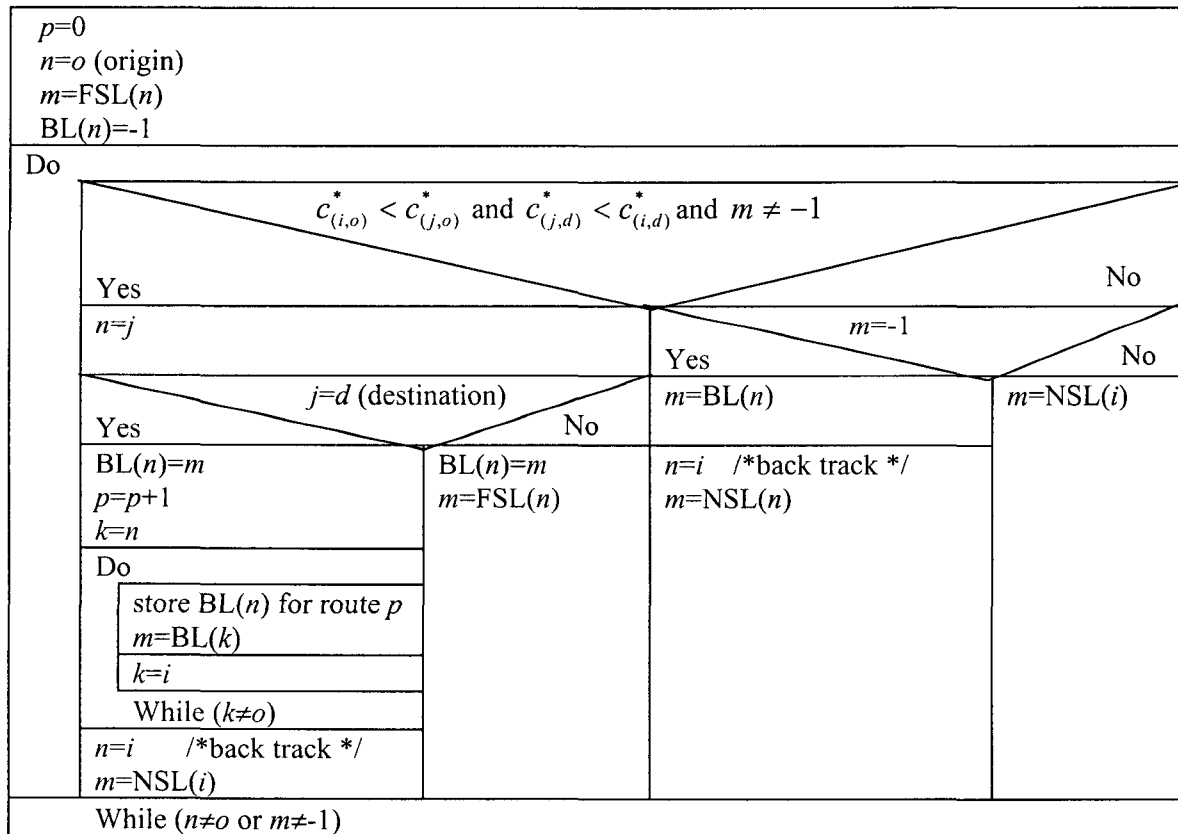 p=0
n=o (origin)
m=FSL(n)
BL(n)=-1
Do
c*(i,o) < c*(j,o) and c*(j,d) < c*(i,d) and m ≠ −1
Yes
No
n=j
m=-1
Yes
No
j=d (destination)
Yes
No
m=BL(n)
m=NSL(i)
BL(n)=m
p=p+1
k=n
BL(n)=m
m=FSL(n)
n=i /*back track */
m=NSL(n)
Do
store BL(n) for route p
m=BL(k)
k=i
While (k≠o)
n=i /*back track */
m=NSL(i)
While (n≠o or m≠-1)